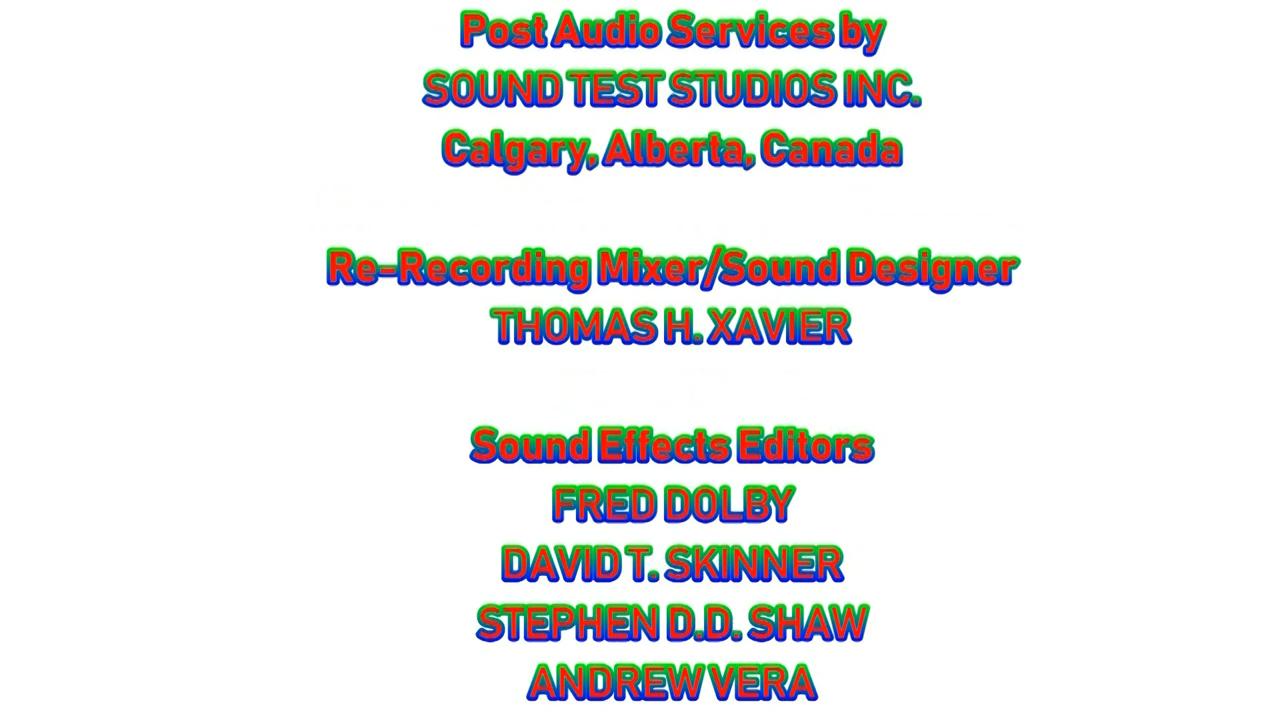 Post Audio Services by
SOUND TEST STUDIOS INC.
Calgary, Alberta, Canada
Re-Recording Mixer/Sound Designer
THOMAS H. XAVIER
Sound Effects Editors
FRED DOLBY
DAVID T. SKINNER
STEPHEN D.D. SHAW
ANDREW VERA